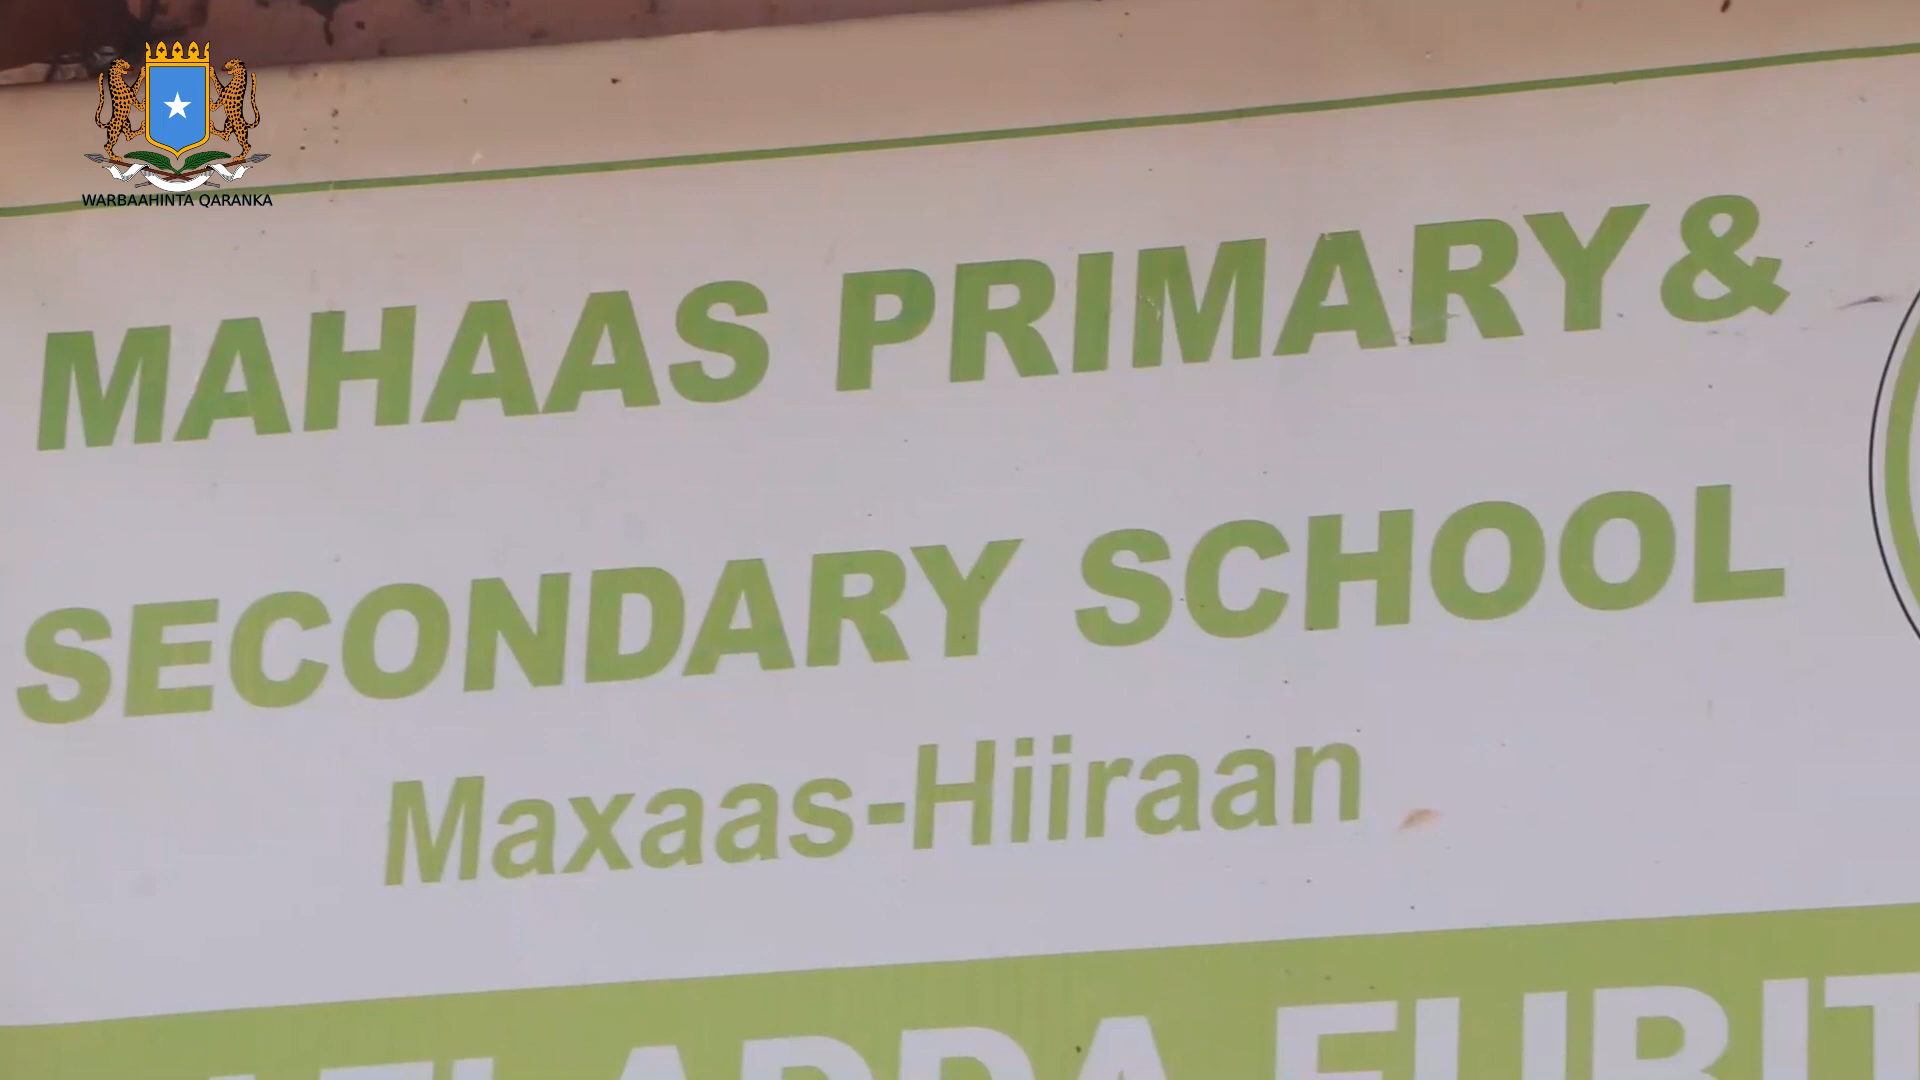 WARBAAHINTA QARANKA
MAHAAS PRIMARY &
SECONDARY SCHOOL
Maxaas-Hiiraan